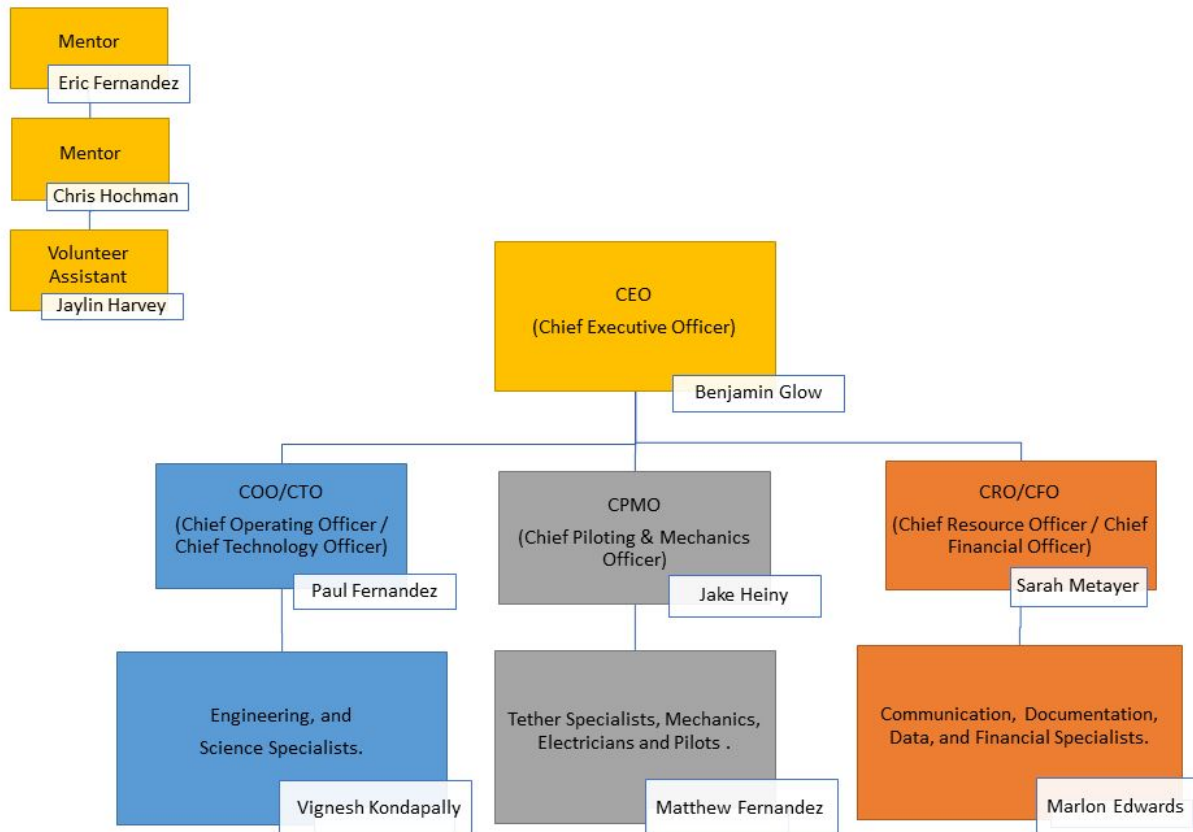 Mentor
Eric Fernandez
Mentor
Chris Hochman
Volunteer
Assistant
Jaylin Harvey
CEO
(Chief Executive Officer)
Benjamin Glow
COO/CTO
(Chief Operating Officer /
Chief Technology Officer)
Paul Fernandez
CPMO
(Chief Piloting & Mechanics
Officer)
Jake Heiny
CRO/CFO
(Chief Resource Officer / Chief
Financial Officer)
Sarah Metayer
Engineering, and
Science Specialists.
Vignesh Kondapally
Tether Specialists, Mechanics,
Electricians and Pilots .
Matthew Fernandez
Communication, Documentation,
Data, and Financial Specialists.
Marlon Edwards